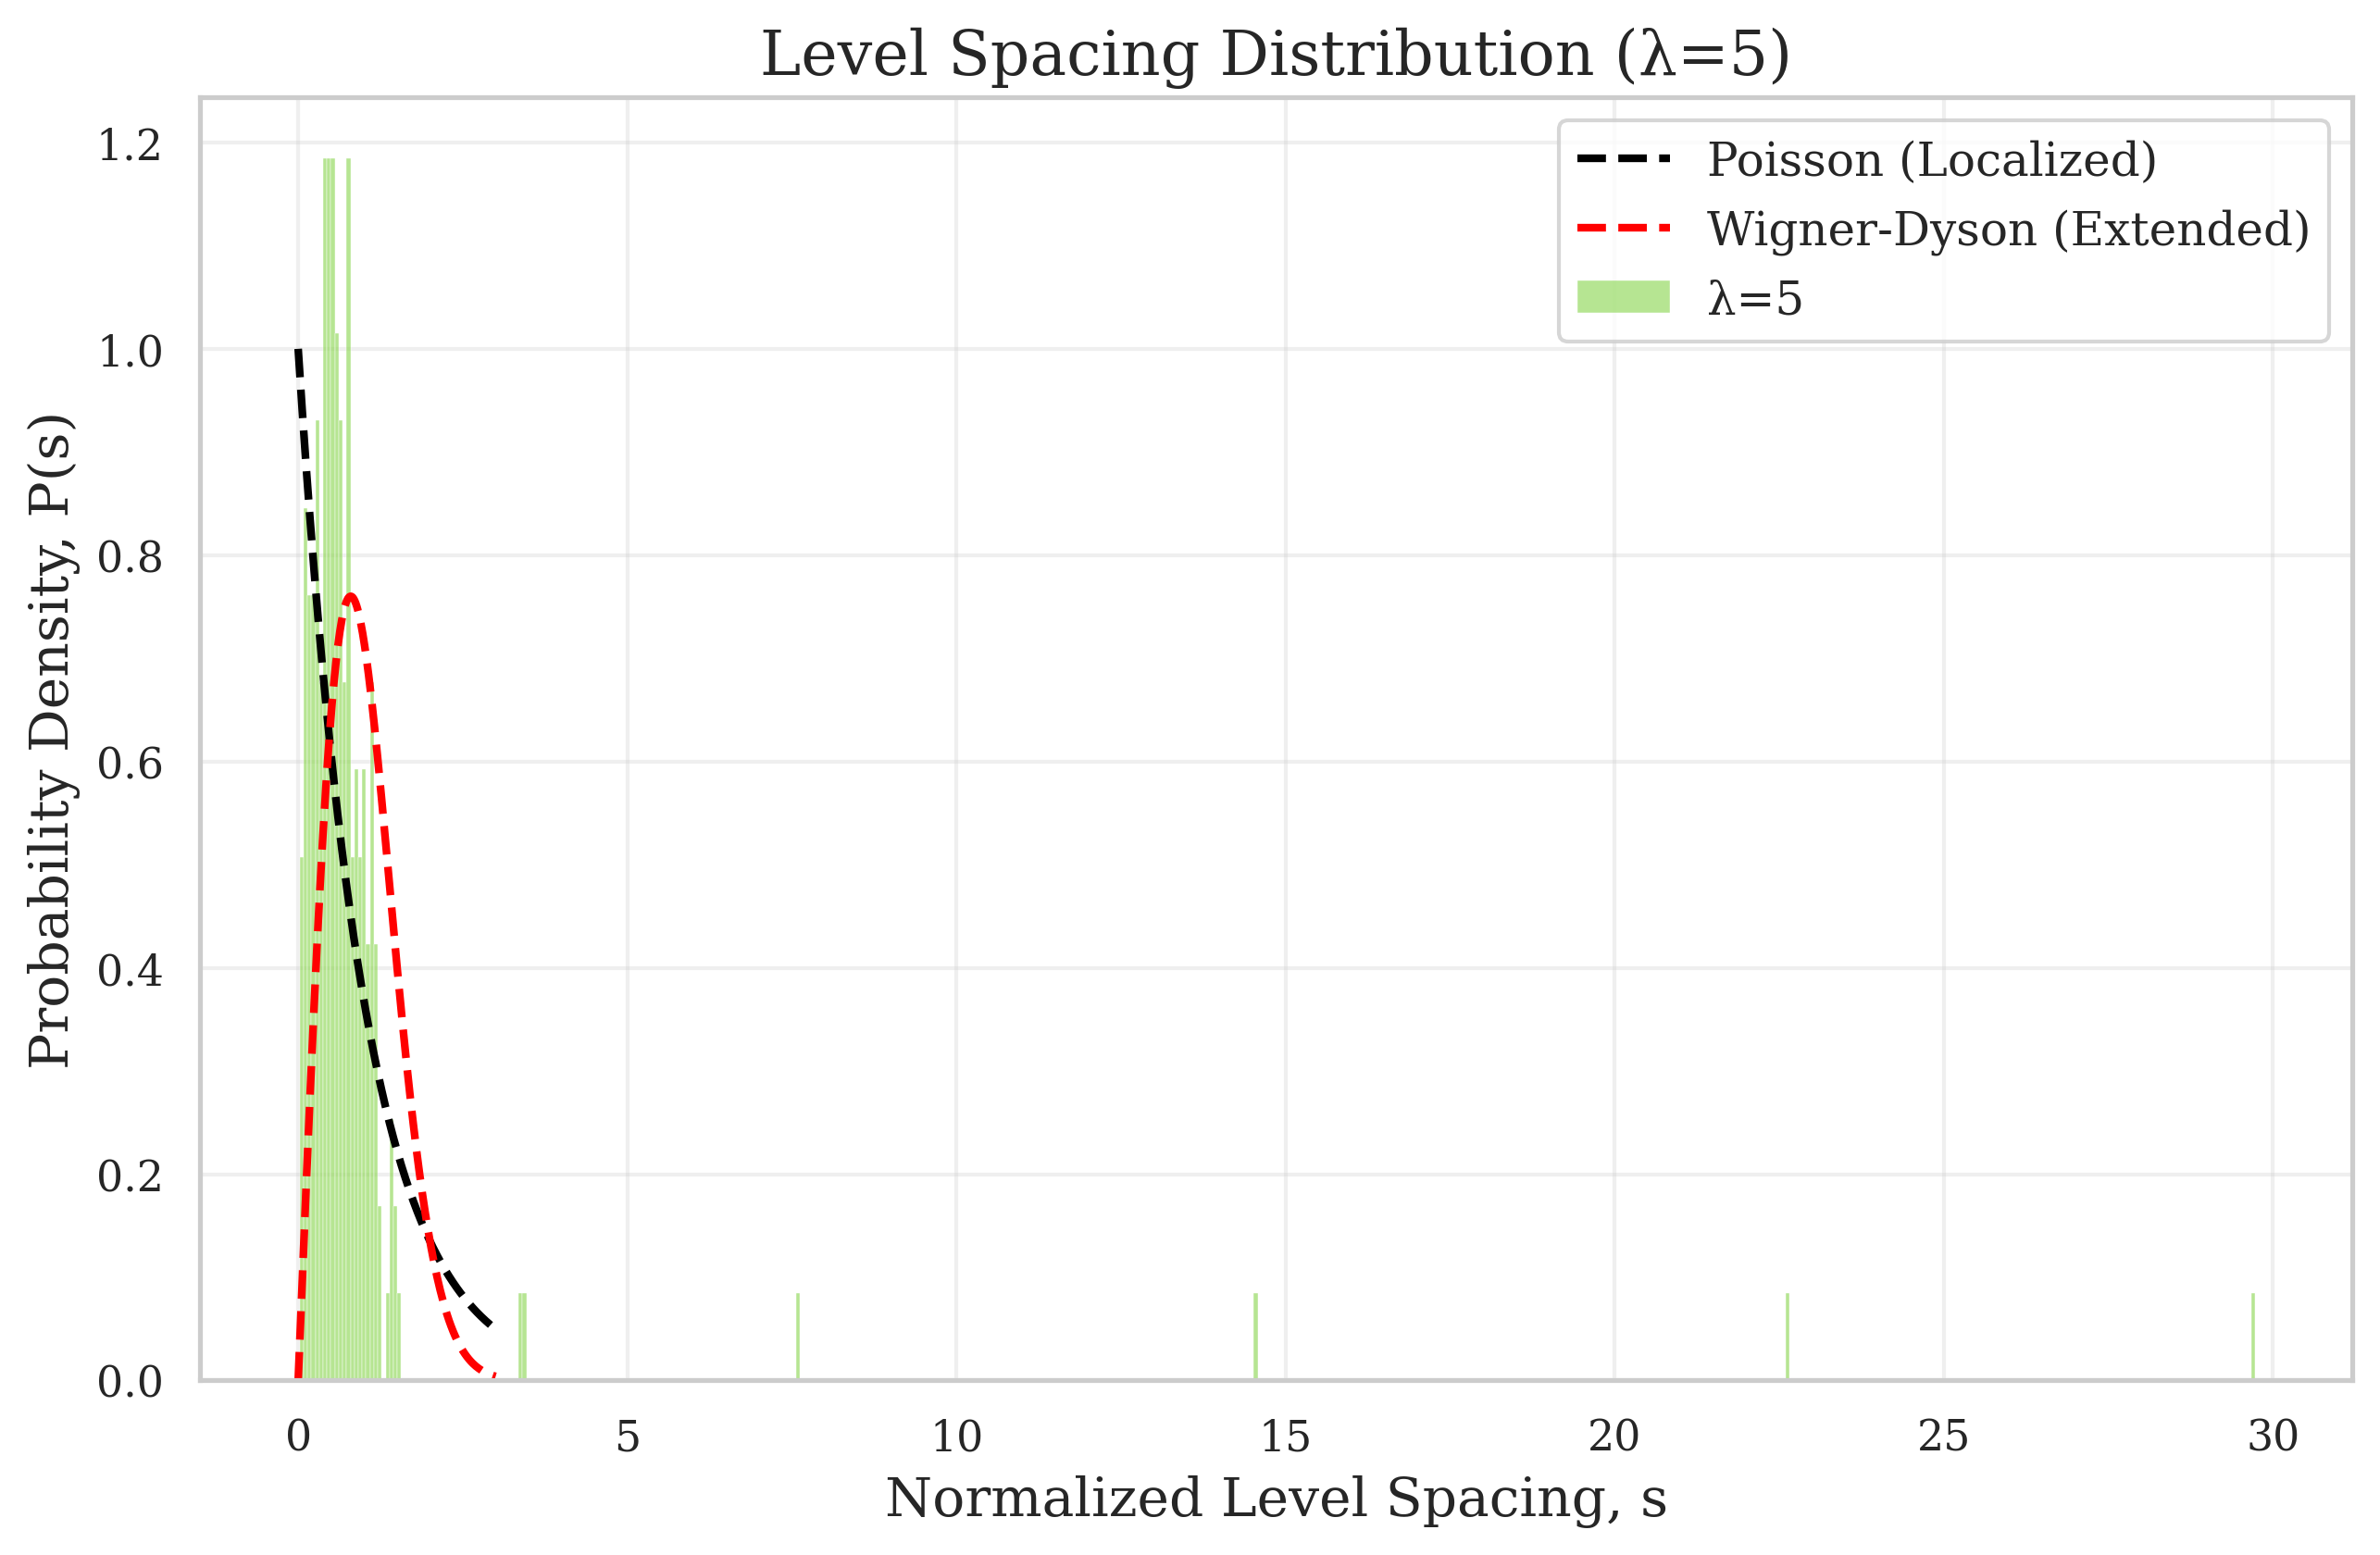 Level Spacing Distribution (λ=5)
Probability Density, P(s)
1.2
1.0
0.8
0.6
0.4
0.2
0.0
Poisson (Localized)
Wigner-Dyson (Extended)
λ=5
0 5 10 15 20 25 30
Normalized Level Spacing, s